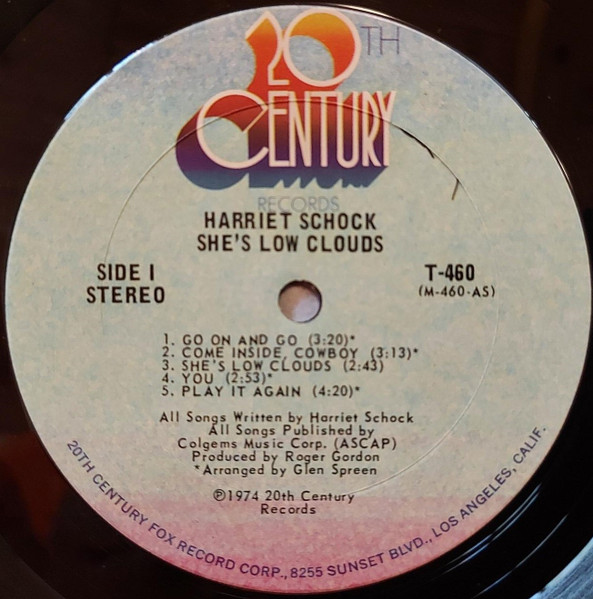 20TH
CENTURY
RECORDS
HARRIET SCHOCK
SHE'S LOW CLOUDS
SIDE I
STEREO
T-460
(M-460-AS)
1. GO ON AND GO (3:20)*
2. COME INSIDE, COWBOY (3:13)*
3. SHE'S LOW CLOUDS (2:43)
4. YOU (2:53)*
5. PLAY IT AGAIN (4:20)*
All Songs Written by Harriet Schock
All Songs Published by
Colgems Music Corp. (ASCAP)
Produced by Roger Gordon
*Arranged by Glen Spreen
℗1974 20th Century
Records
20TH CENTURY FOX RECORD CORP., 8255 SUNSET BLVD., LOS ANGELES, CALIF.